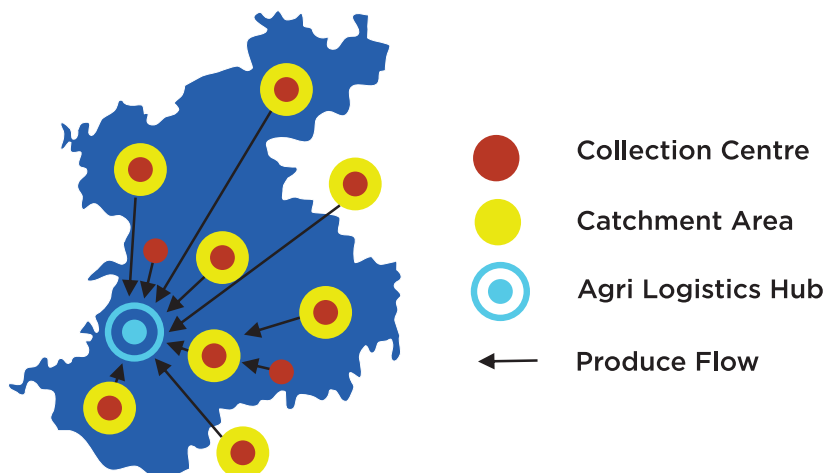 Collection Centre
Catchment Area
Agri Logistics Hub
Produce Flow